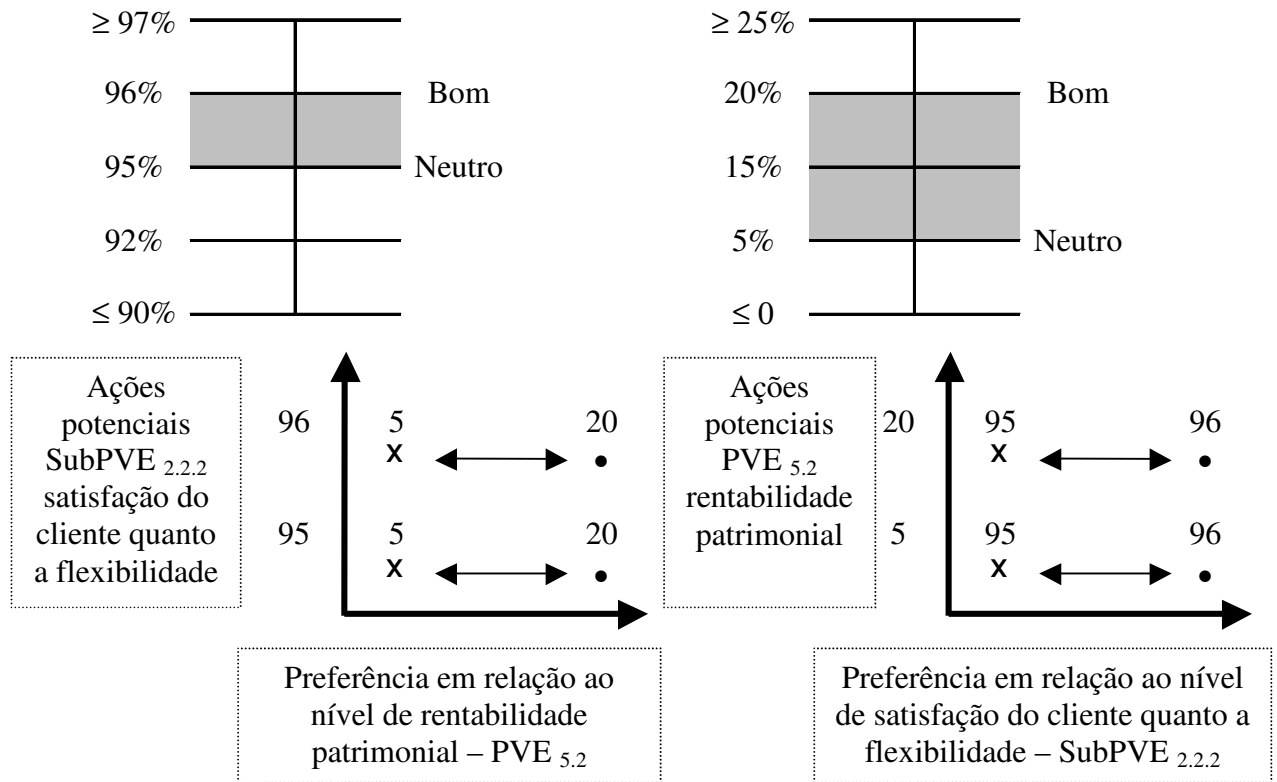 ≥ 97%
96%
Bom
95%
Neutro
92%
≤ 90%
≥ 25%
20%
Bom
15%
5%
Neutro
≤ 0
Ações
potenciais
SubPVE 2.2.2
satisfação do
cliente quanto
a flexibilidade
96
5
20
x
95
5
20
x
Preferência em relação ao
nível de rentabilidade
patrimonial – PVE 5.2
Ações
potenciais
PVE 5.2
rentabilidade
patrimonial
20
95
96
x
5
95
96
x
Preferência em relação ao nível
de satisfação do cliente quanto a
flexibilidade – SubPVE 2.2.2